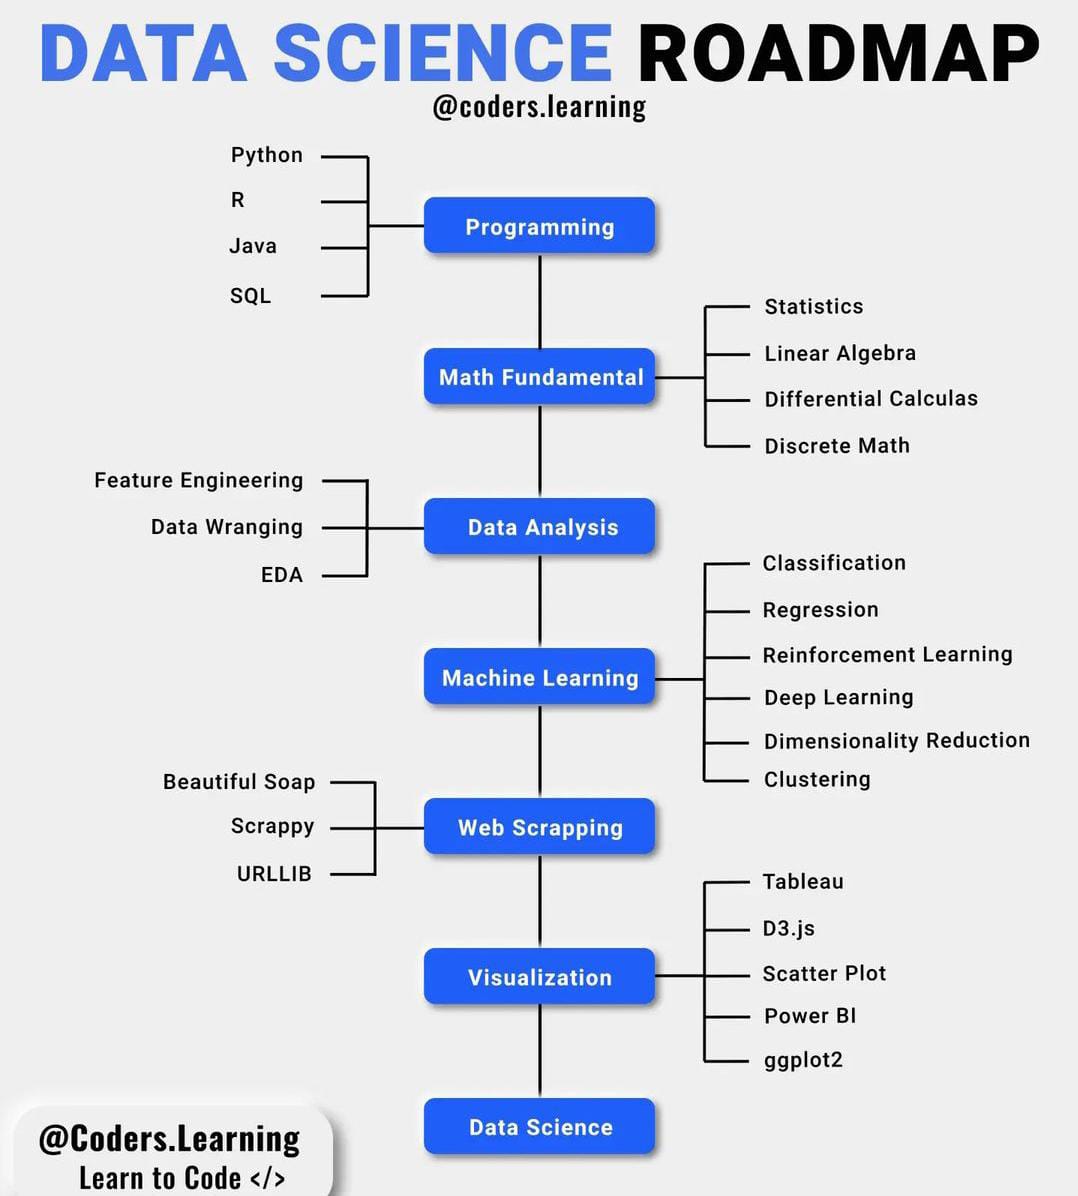 DATA SCIENCE ROADMAP
@coders.learning
Python
R
Java
SQL
Programming
Math Fundamental
Statistics
Linear Algebra
Differential Calculas
Discrete Math
Feature Engineering
Data Wranging
EDA
Data Analysis
Machine Learning
Classification
Regression
Reinforcement Learning
Deep Learning
Dimensionality Reduction
Clustering
Beautiful Soap
Scrappy
URLLIB
Web Scrapping
Visualization
Tableau
D3.js
Scatter Plot
Power BI
ggplot2
Data Science
@Coders.Learning
Learn to Code </>